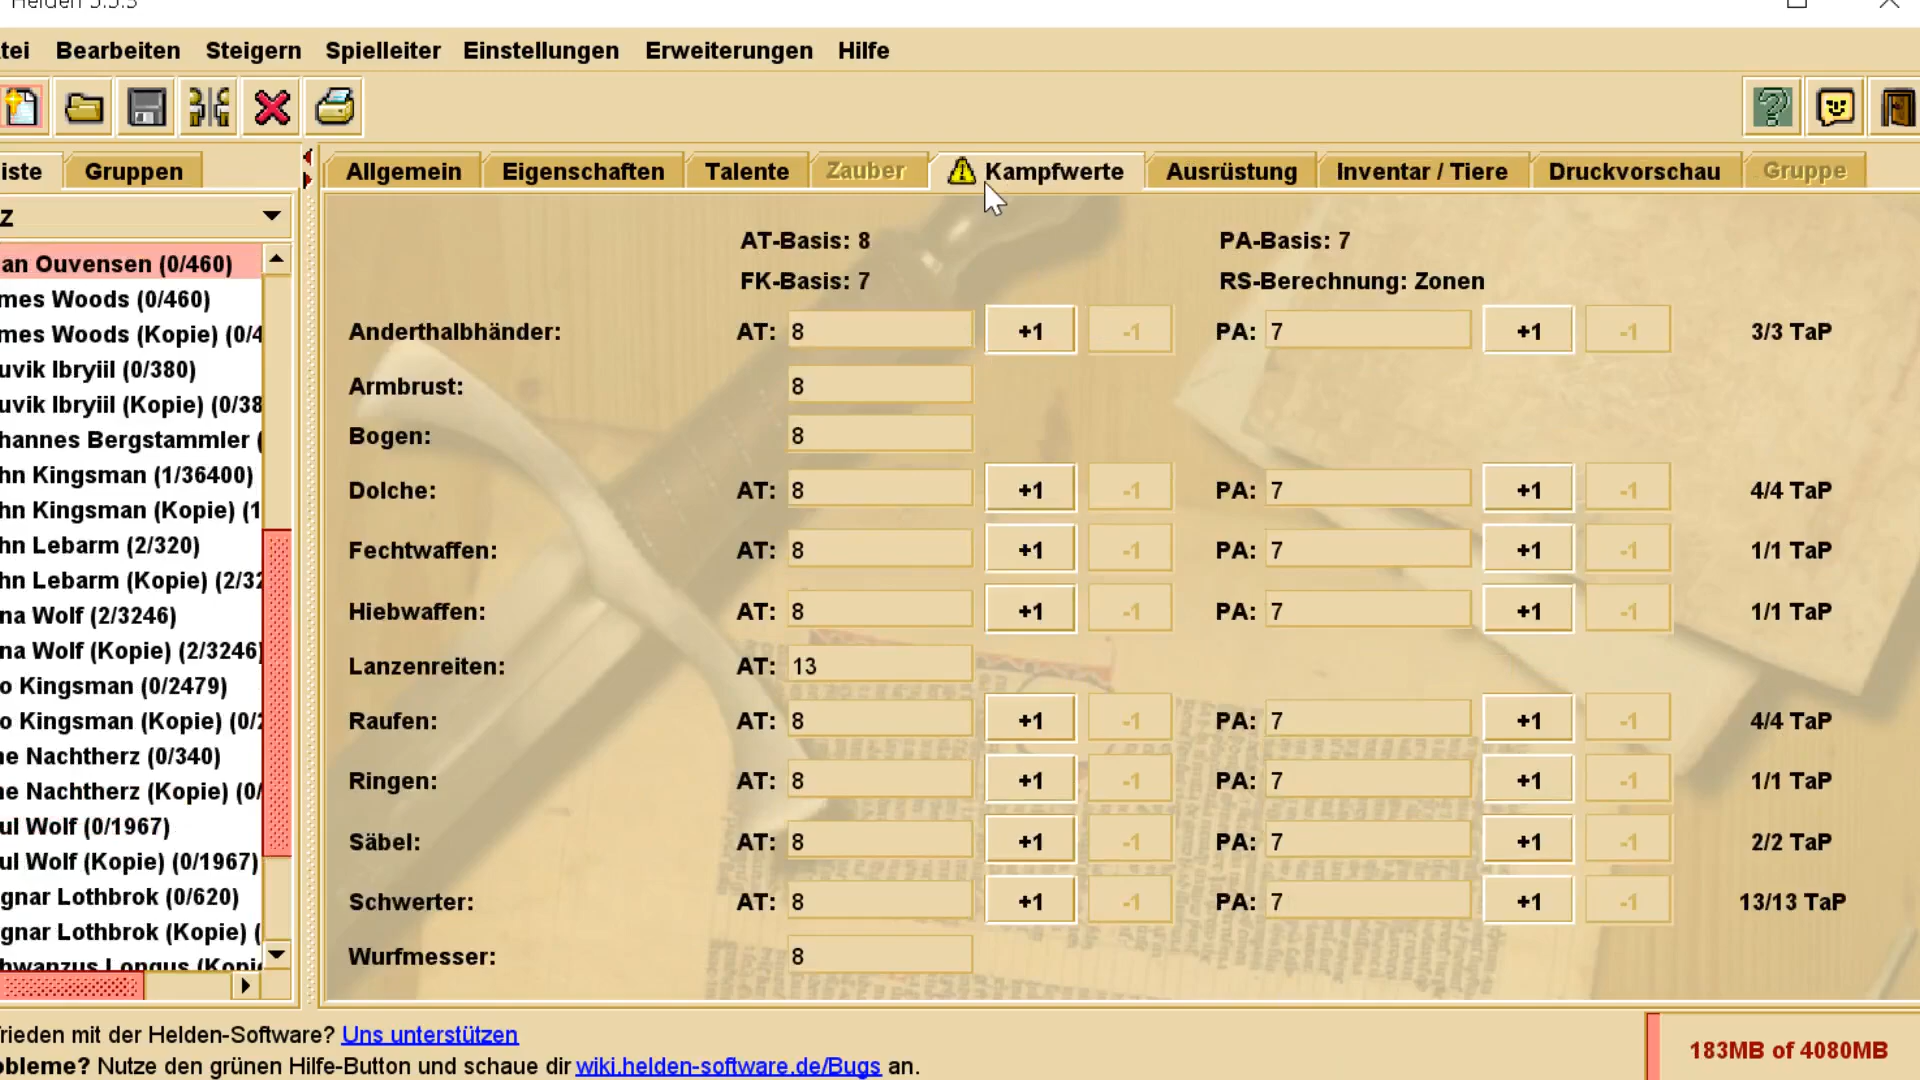 Helden 5.5.3
tei Bearbeiten Steigern Spielleiter Einstellungen Erweiterungen Hilfe
iste Gruppen
Allgemein Eigenschaften Talente Zauber Kampfwerte Ausrüstung Inventar / Tiere Druckvorschau Gruppe
z
an Ouvensen (0/460)
mes Woods (0/460)
mes Woods (Kopie) (0/4
uvik Ibryiil (0/380)
uvik Ibryiil (Kopie) (0/38
hannes Bergstammler (
hn Kingsman (1/36400)
hn Kingsman (Kopie) (1
hn Lebarm (2/320)
hn Lebarm (Kopie) (2/32
na Wolf (2/3246)
na Wolf (Kopie) (2/3246)
o Kingsman (0/2479)
o Kingsman (Kopie) (0/2
ne Nachtherz (0/340)
ne Nachtherz (Kopie) (0/
ul Wolf (0/1967)
ul Wolf (Kopie) (0/1967)
gnar Lothbrok (0/620)
gnar Lothbrok (Kopie) (
hwanzus Longus (Kopie
AT-Basis: 8 PA-Basis: 7
FK-Basis: 7 RS-Berechnung: Zonen
Anderthalbhänder: AT: 8 +1 -1 PA: 7 +1 -1 3/3 TaP
Armbrust: 8
Bogen: 8
Dolche: AT: 8 +1 -1 PA: 7 +1 -1 4/4 TaP
Fechtwaffen: AT: 8 +1 -1 PA: 7 +1 -1 1/1 TaP
Hiebwaffen: AT: 8 +1 -1 PA: 7 +1 -1 1/1 TaP
Lanzenreiten: AT: 13
Raufen: AT: 8 +1 -1 PA: 7 +1 -1 4/4 TaP
Ringen: AT: 8 +1 -1 PA: 7 +1 -1 1/1 TaP
Säbel: AT: 8 +1 -1 PA: 7 +1 -1 2/2 TaP
Schwerter: AT: 8 +1 -1 PA: 7 +1 -1 13/13 TaP
Wurfmesser: 8
rieden mit der Helden-Software? Uns unterstützen
obleme? Nutze den grünen Hilfe-Button und schaue dir wiki.helden-software.de/Bugs an.
183MB of 4080MB